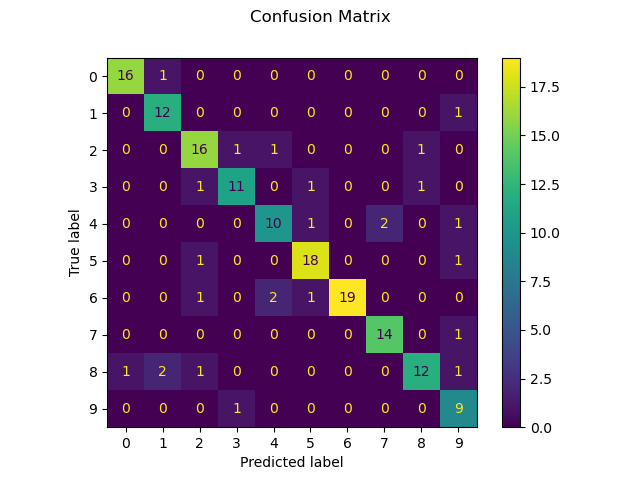 Confusion Matrix
0 16 1 0 0 0 0 0 0 0 0
1 0 12 0 0 0 0 0 0 0 1
2 0 0 16 1 1 0 0 0 1 0
3 0 0 1 11 0 1 0 0 1 0
4 0 0 0 0 10 1 0 2 0 1
5 0 0 1 0 0 18 0 0 0 1
6 0 0 1 0 2 1 19 0 0 0
7 0 0 0 0 0 0 0 14 0 1
8 1 2 1 0 0 0 0 0 12 1
9 0 0 0 1 0 0 0 0 0 9
0 1 2 3 4 5 6 7 8 9
Predicted label
True label
17.5
15.0
12.5
10.0
7.5
5.0
2.5
0.0